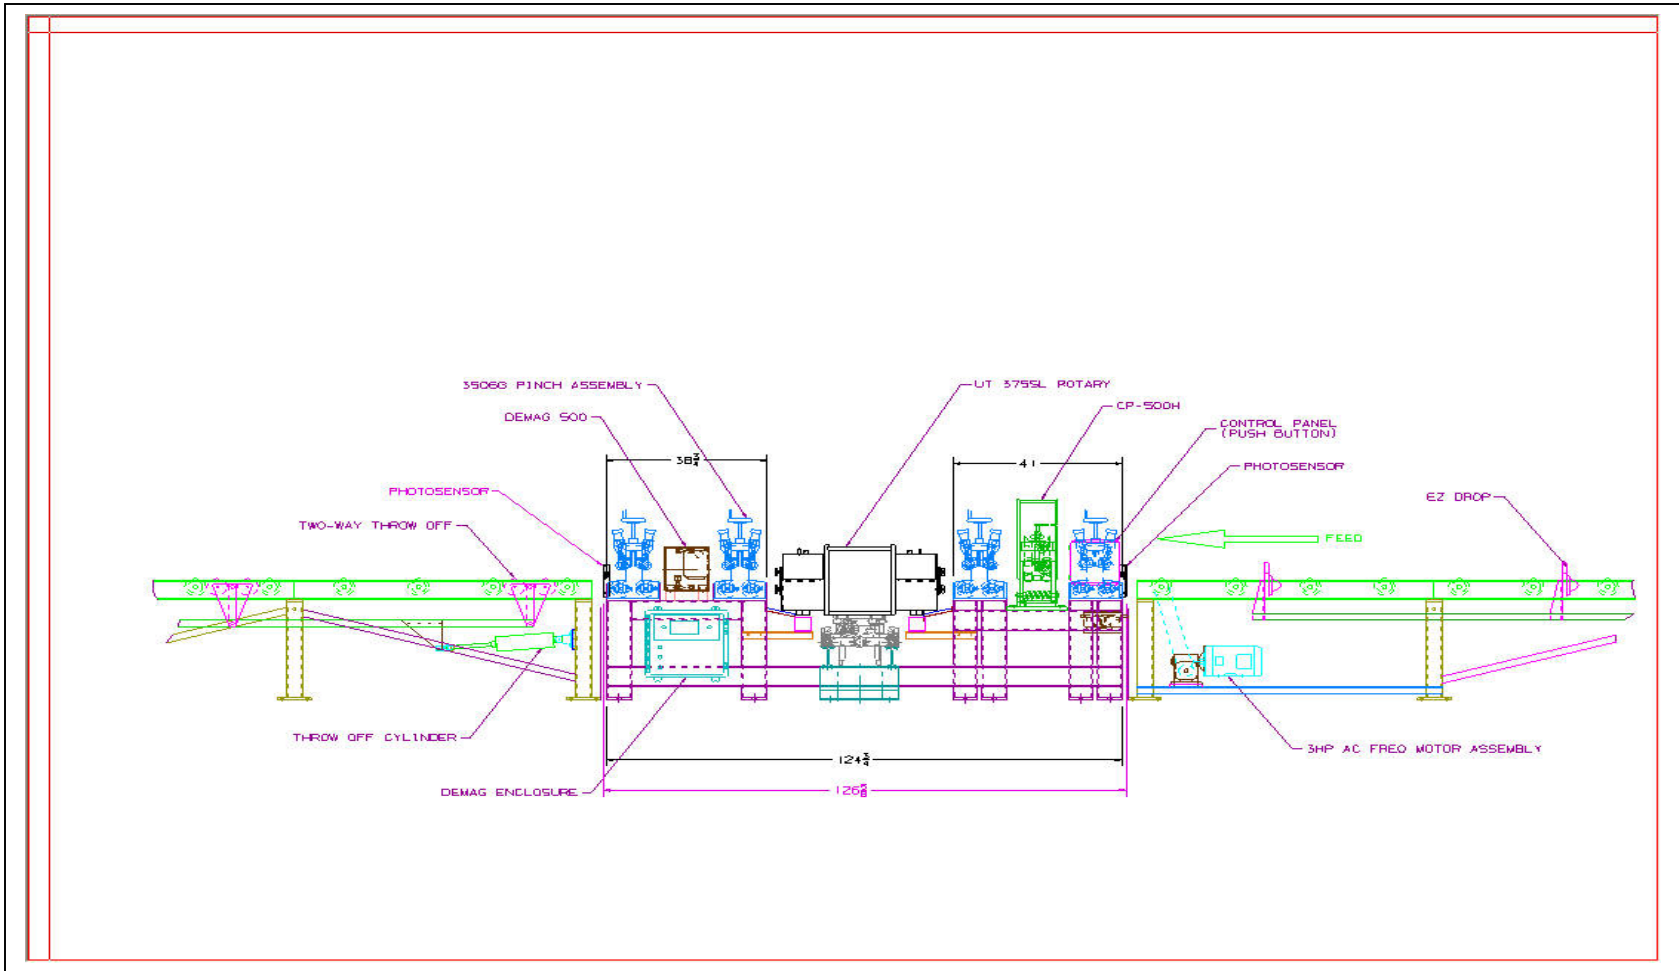 3506G PINCH ASSEMBLY
UT 375SL ROTARY
DEMAG 500
CP-500H
CONTROL PANEL
(PUSH BUTTON)
38¾
41
PHOTOSENSOR
PHOTOSENSOR
EZ DROP
TWO-WAY THROW OFF
FEED
THROW OFF CYLINDER
3HP AC FREQ MOTOR ASSEMBLY
124¾
DEMAG ENCLOSURE
126⅜